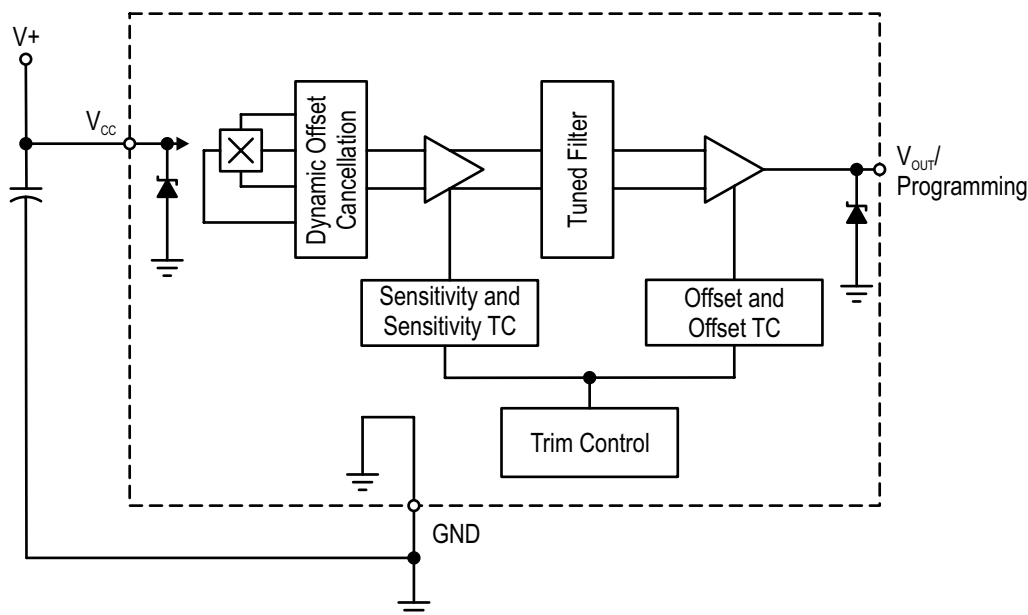 V+
VCC
Dynamic Offset
Cancellation
Tuned Filter
VOUT/
Programming
Sensitivity and
Sensitivity TC
Offset and
Offset TC
Trim Control
GND